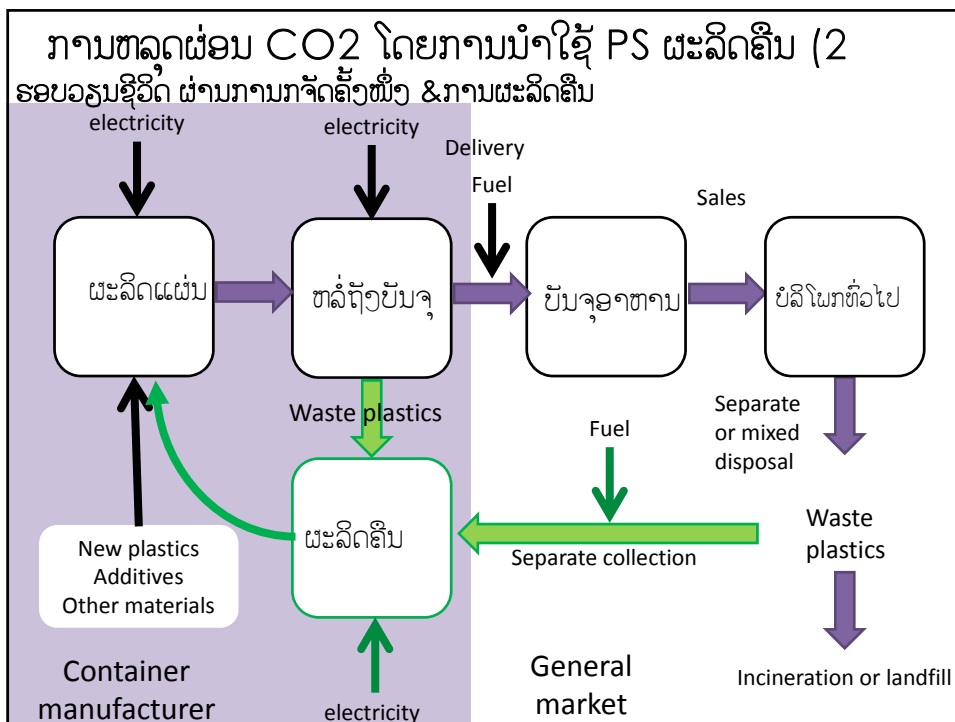 ການຫລຸດຜ່ອນ CO2 ໂດຍການນຳໃຊ້ PS ຜະລິດຄືນ (2
ຮອບວຽນຊີວິດ ຜ່ານການກຈັດຄັ້ງໜຶ່ງ &ການຜະລິດຄືນ
electricity
electricity
Delivery
Fuel
Sales
ຜະລິດແຜ່ນ
ຫລໍ່ຖັງບັນຈຸ
ບັນຈຸອາຫານ
ບໍລິໂພກທົ່ວໄປ
Waste plastics
Separate
or mixed
disposal
Fuel
ຜະລິດຄືນ
Separate collection
Waste
plastics
New plastics
Additives
Other materials
Container
manufacturer
electricity
General
market
Incineration or landfill